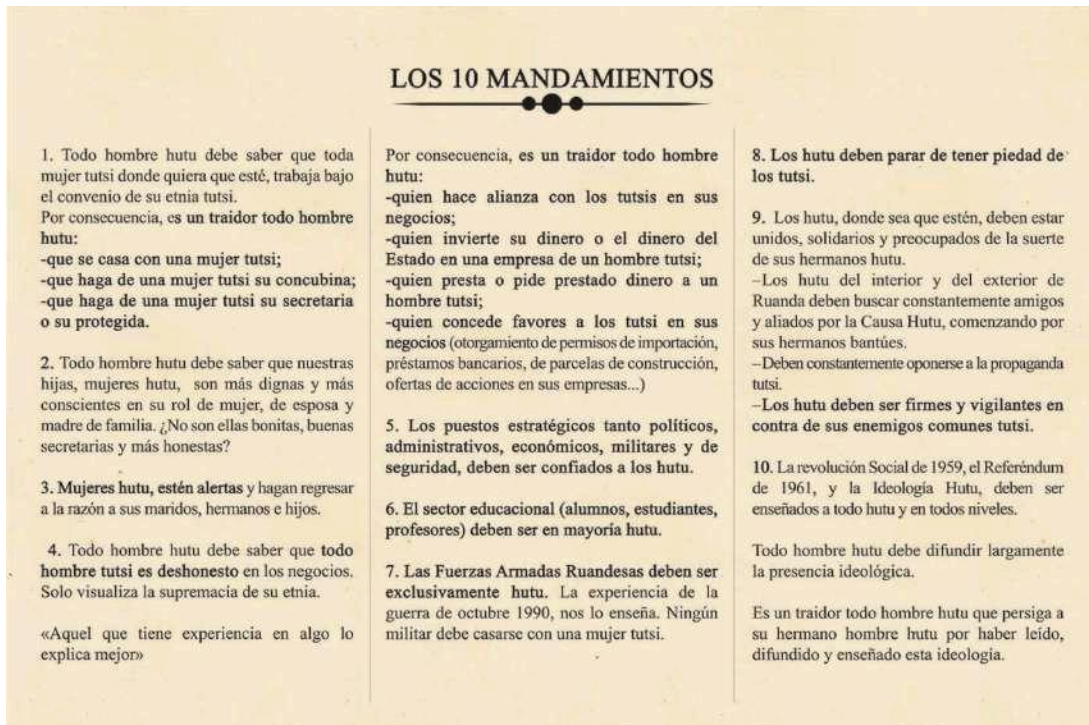 LOS 10 MANDAMIENTOS
1. Todo hombre hutu debe saber que toda
mujer tutsi donde quiera que esté, trabaja bajo
el convenio de su etnia tutsi.
Por consecuencia, es un traidor todo hombre
hutu:
-que se casa con una mujer tutsi;
-que haga de una mujer tutsi su concubina;
-que haga de una mujer tutsi su secretaria
o su protegida.
2. Todo hombre hutu debe saber que nuestras
hijas, mujeres hutu, son más dignas y más
conscientes en su rol de mujer, de esposa y
madre de familia. ¿No son ellas bonitas, buenas
secretarias y más honestas?
3. Mujeres hutu, estén alertas y hagan regresar
a la razón a sus maridos, hermanos e hijos.
4. Todo hombre hutu debe saber que todo
hombre tutsi es deshonesto en los negocios.
Solo visualiza la supremacía de su etnia.
«Aquel que tiene experiencia en algo lo
explica mejor»
Por consecuencia, es un traidor todo hombre
hutu:
-quien hace alianza con los tutsis en sus
negocios;
-quien invierte su dinero o el dinero del
Estado en una empresa de un hombre tutsi;
-quien presta o pide prestado dinero a un
hombre tutsi;
-quien concede favores a los tutsi en sus
negocios (otorgamiento de permisos de importación,
préstamos bancarios, de parcelas de construcción,
ofertas de acciones en sus empresas...)
5. Los puestos estratégicos tanto políticos,
administrativos, económicos, militares y de
seguridad, deben ser confiados a los hutu.
6. El sector educacional (alumnos, estudiantes,
profesores) deben ser en mayoría hutu.
7. Las Fuerzas Armadas Ruandesas deben ser
exclusivamente hutu. La experiencia de la
guerra de octubre 1990, nos lo enseña. Ningún
militar debe casarse con una mujer tutsi.
8. Los hutu deben parar de tener piedad de
los tutsi.
9. Los hutu, donde sea que estén, deben estar
unidos, solidarios y preocupados de la suerte
de sus hermanos hutu.
–Los hutu del interior y del exterior de
Ruanda deben buscar constantemente amigos
y aliados por la Causa Hutu, comenzando por
sus hermanos bantúes.
–Deben constantemente oponerse a la propaganda
tutsi.
–Los hutu deben ser firmes y vigilantes en
contra de sus enemigos comunes tutsi.
10. La revolución Social de 1959, el Referéndum
de 1961, y la Ideología Hutu, deben ser
enseñados a todo hutu y en todos niveles.
Todo hombre hutu debe difundir largamente
la presencia ideológica.
Es un traidor todo hombre hutu que persiga a
su hermano hombre hutu por haber leído,
difundido y enseñado esta ideología.